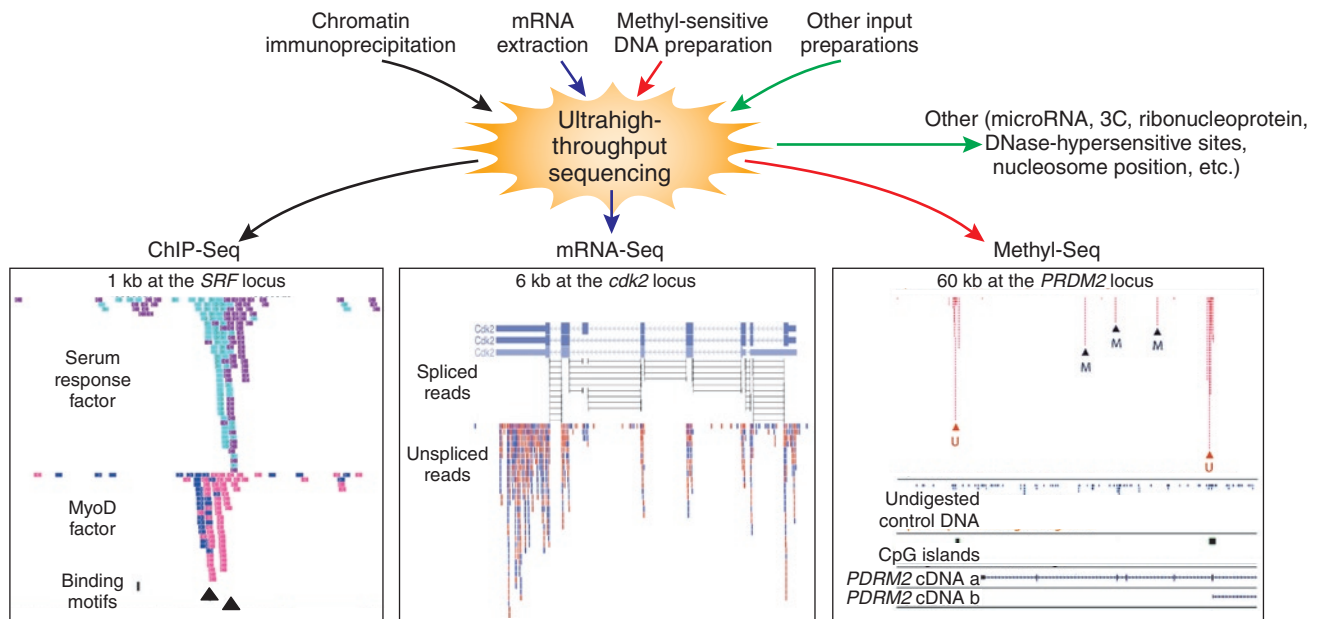 Chromatin
immunoprecipitation
mRNA
extraction
Methyl-sensitive
DNA preparation
Other input
preparations
Ultrahigh-
throughput
sequencing
Other (microRNA, 3C, ribonucleoprotein,
DNase-hypersensitive sites,
nucleosome position, etc.)
ChIP-Seq
1 kb at the SRF locus
Serum
response
factor
MyoD
factor
Binding
motifs
mRNA-Seq
6 kb at the cdk2 locus
Cdk2
Cdk2
Cdk2
Spliced
reads
Unspliced
reads
Methyl-Seq
60 kb at the PRDM2 locus
M
M
M
U
U
Undigested
control DNA
CpG islands
PDRM2 cDNA a
PDRM2 cDNA b